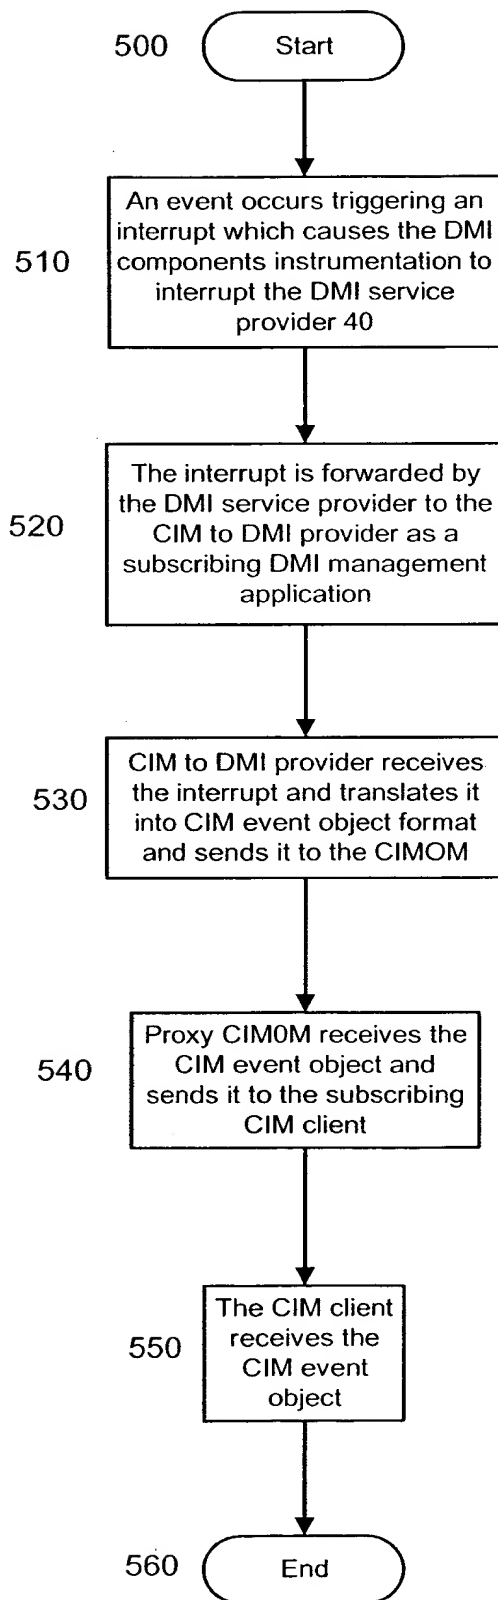 500
Start
510
An event occurs triggering an
interrupt which causes the DMI
components instrumentation to
interrupt the DMI service
provider 40
520
The interrupt is forwarded by
the DMI service provider to the
CIM to DMI provider as a
subscribing DMI management
application
530
CIM to DMI provider receives
the interrupt and translates it
into CIM event object format
and sends it to the CIMOM
540
Proxy CIM0M receives the
CIM event object and
sends it to the subscribing
CIM client
550
The CIM client
receives the
CIM event
object
560
End